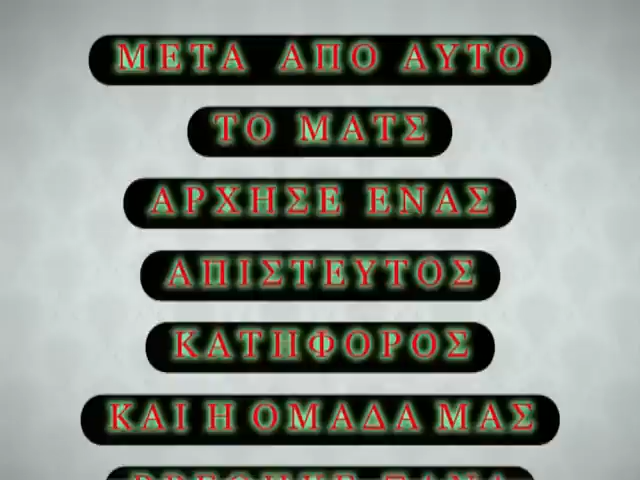 ΜΕΤΑ ΑΠΟ ΑΥΤΟ
ΤΟ ΜΑΤΣ
ΑΡΧΗΣΕ ΕΝΑΣ
ΑΠΙΣΤΕΥΤΟΣ
ΚΑΤΗΦΟΡΟΣ
ΚΑΙ Η ΟΜΑΔΑ ΜΑΣ